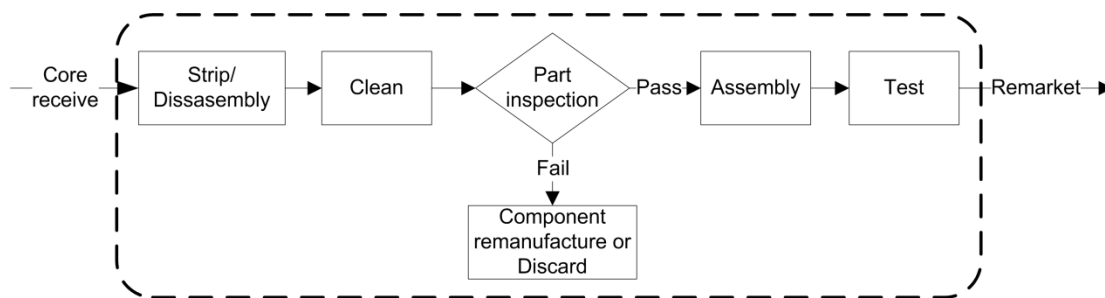 Core
receive
Strip/
Dissasembly
Clean
Part
inspection
Pass
Assembly
Test
Remarket
Fail
Component
remanufacture or
Discard